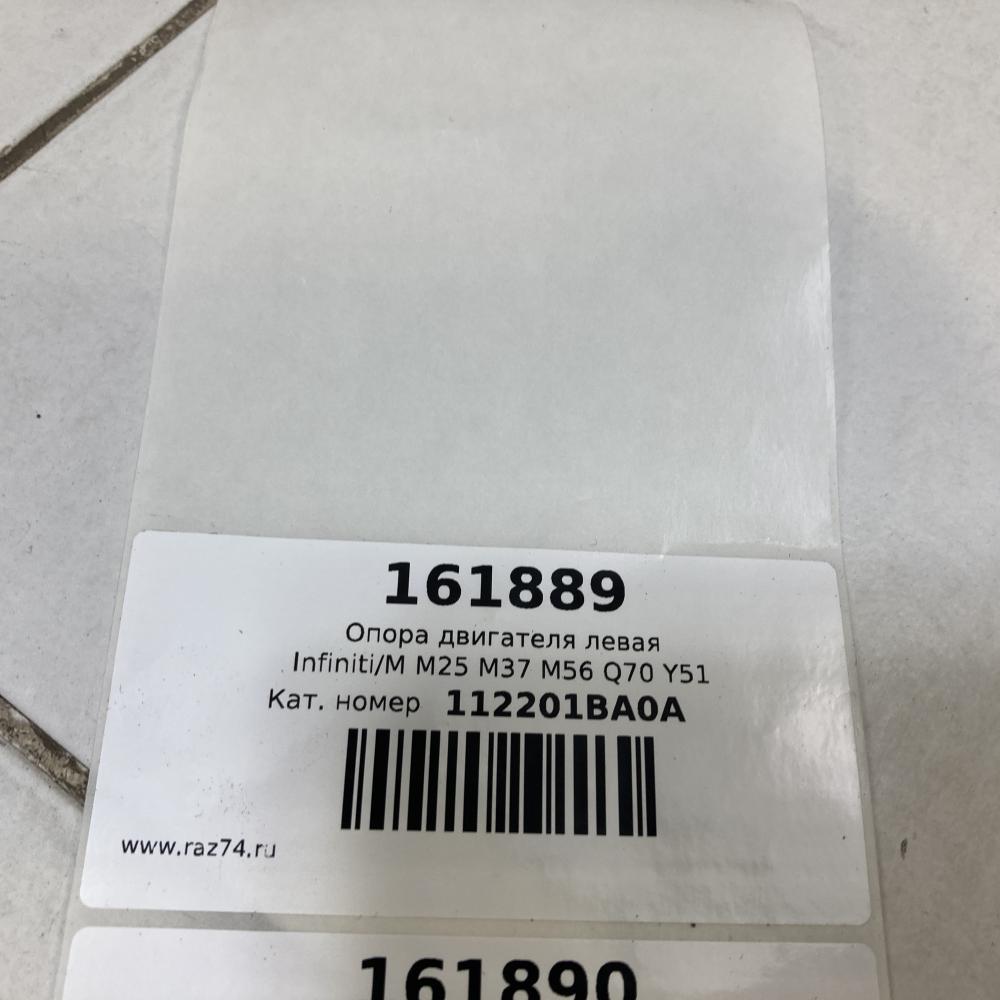 161889
Опора двигателя левая
Infiniti/M M25 M37 M56 Q70 Y51
Кат. номер 112201BA0A
www.raz74.ru
161890